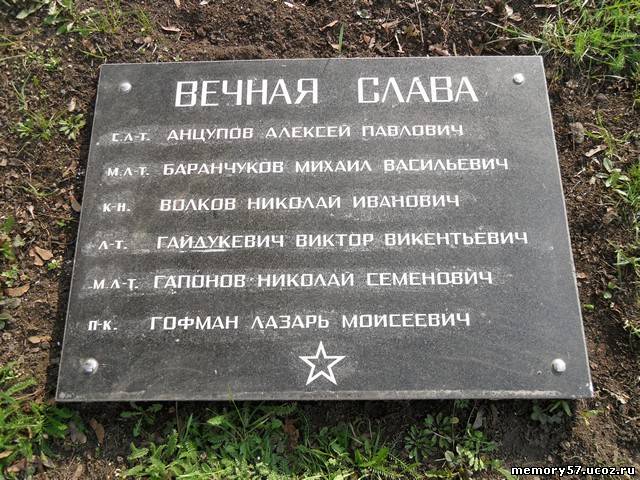 ВЕЧНАЯ СЛАВА
С.Л-Т. АНЦУПОВ АЛЕКСЕЙ ПАВЛОВИЧ
М.Л-Т. БАРАНЧУКОВ МИХАИЛ ВАСИЛЬЕВИЧ
К-Н. ВОЛКОВ НИКОЛАЙ ИВАНОВИЧ
Л-Т. ГАЙДУКЕВИЧ ВИКТОР ВИКЕНТЬЕВИЧ
М.Л-Т. ГАПОНОВ НИКОЛАЙ СЕМЕНОВИЧ
П-К. ГОФМАН ЛАЗАРЬ МОИСЕЕВИЧ
memory57.ucoz.ru